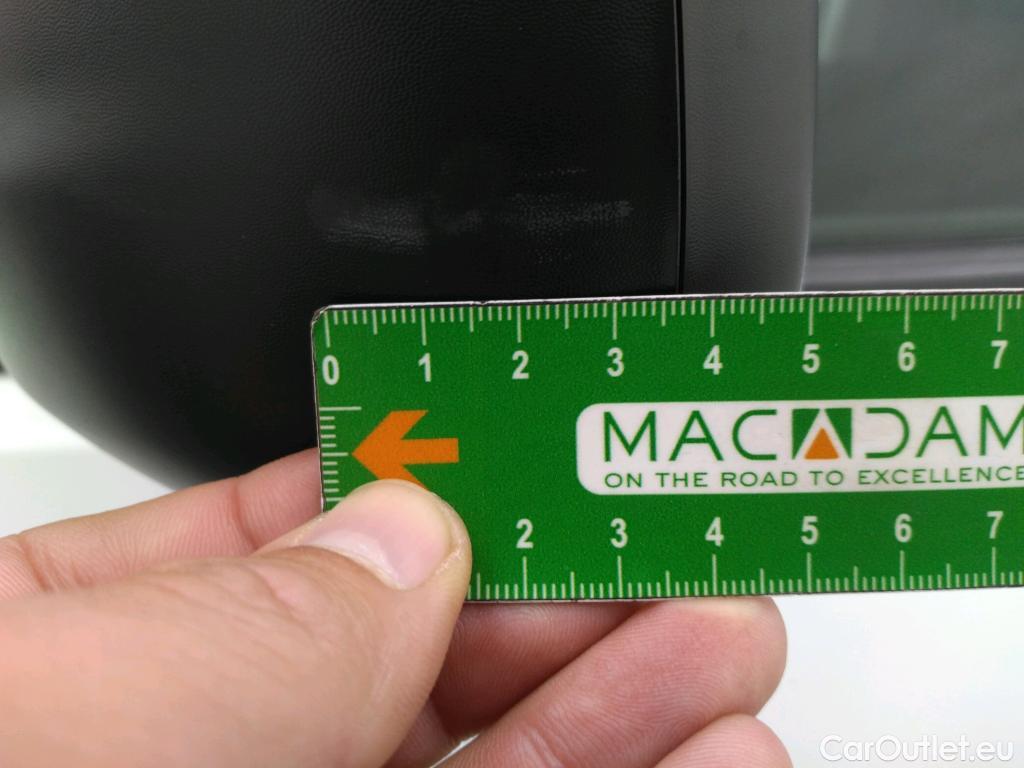 0 1 2 3 4 5 6 7
MACADAM
ON THE ROAD TO EXCELLENCE
2 3 4 5 6 7
CarOutlet.eu